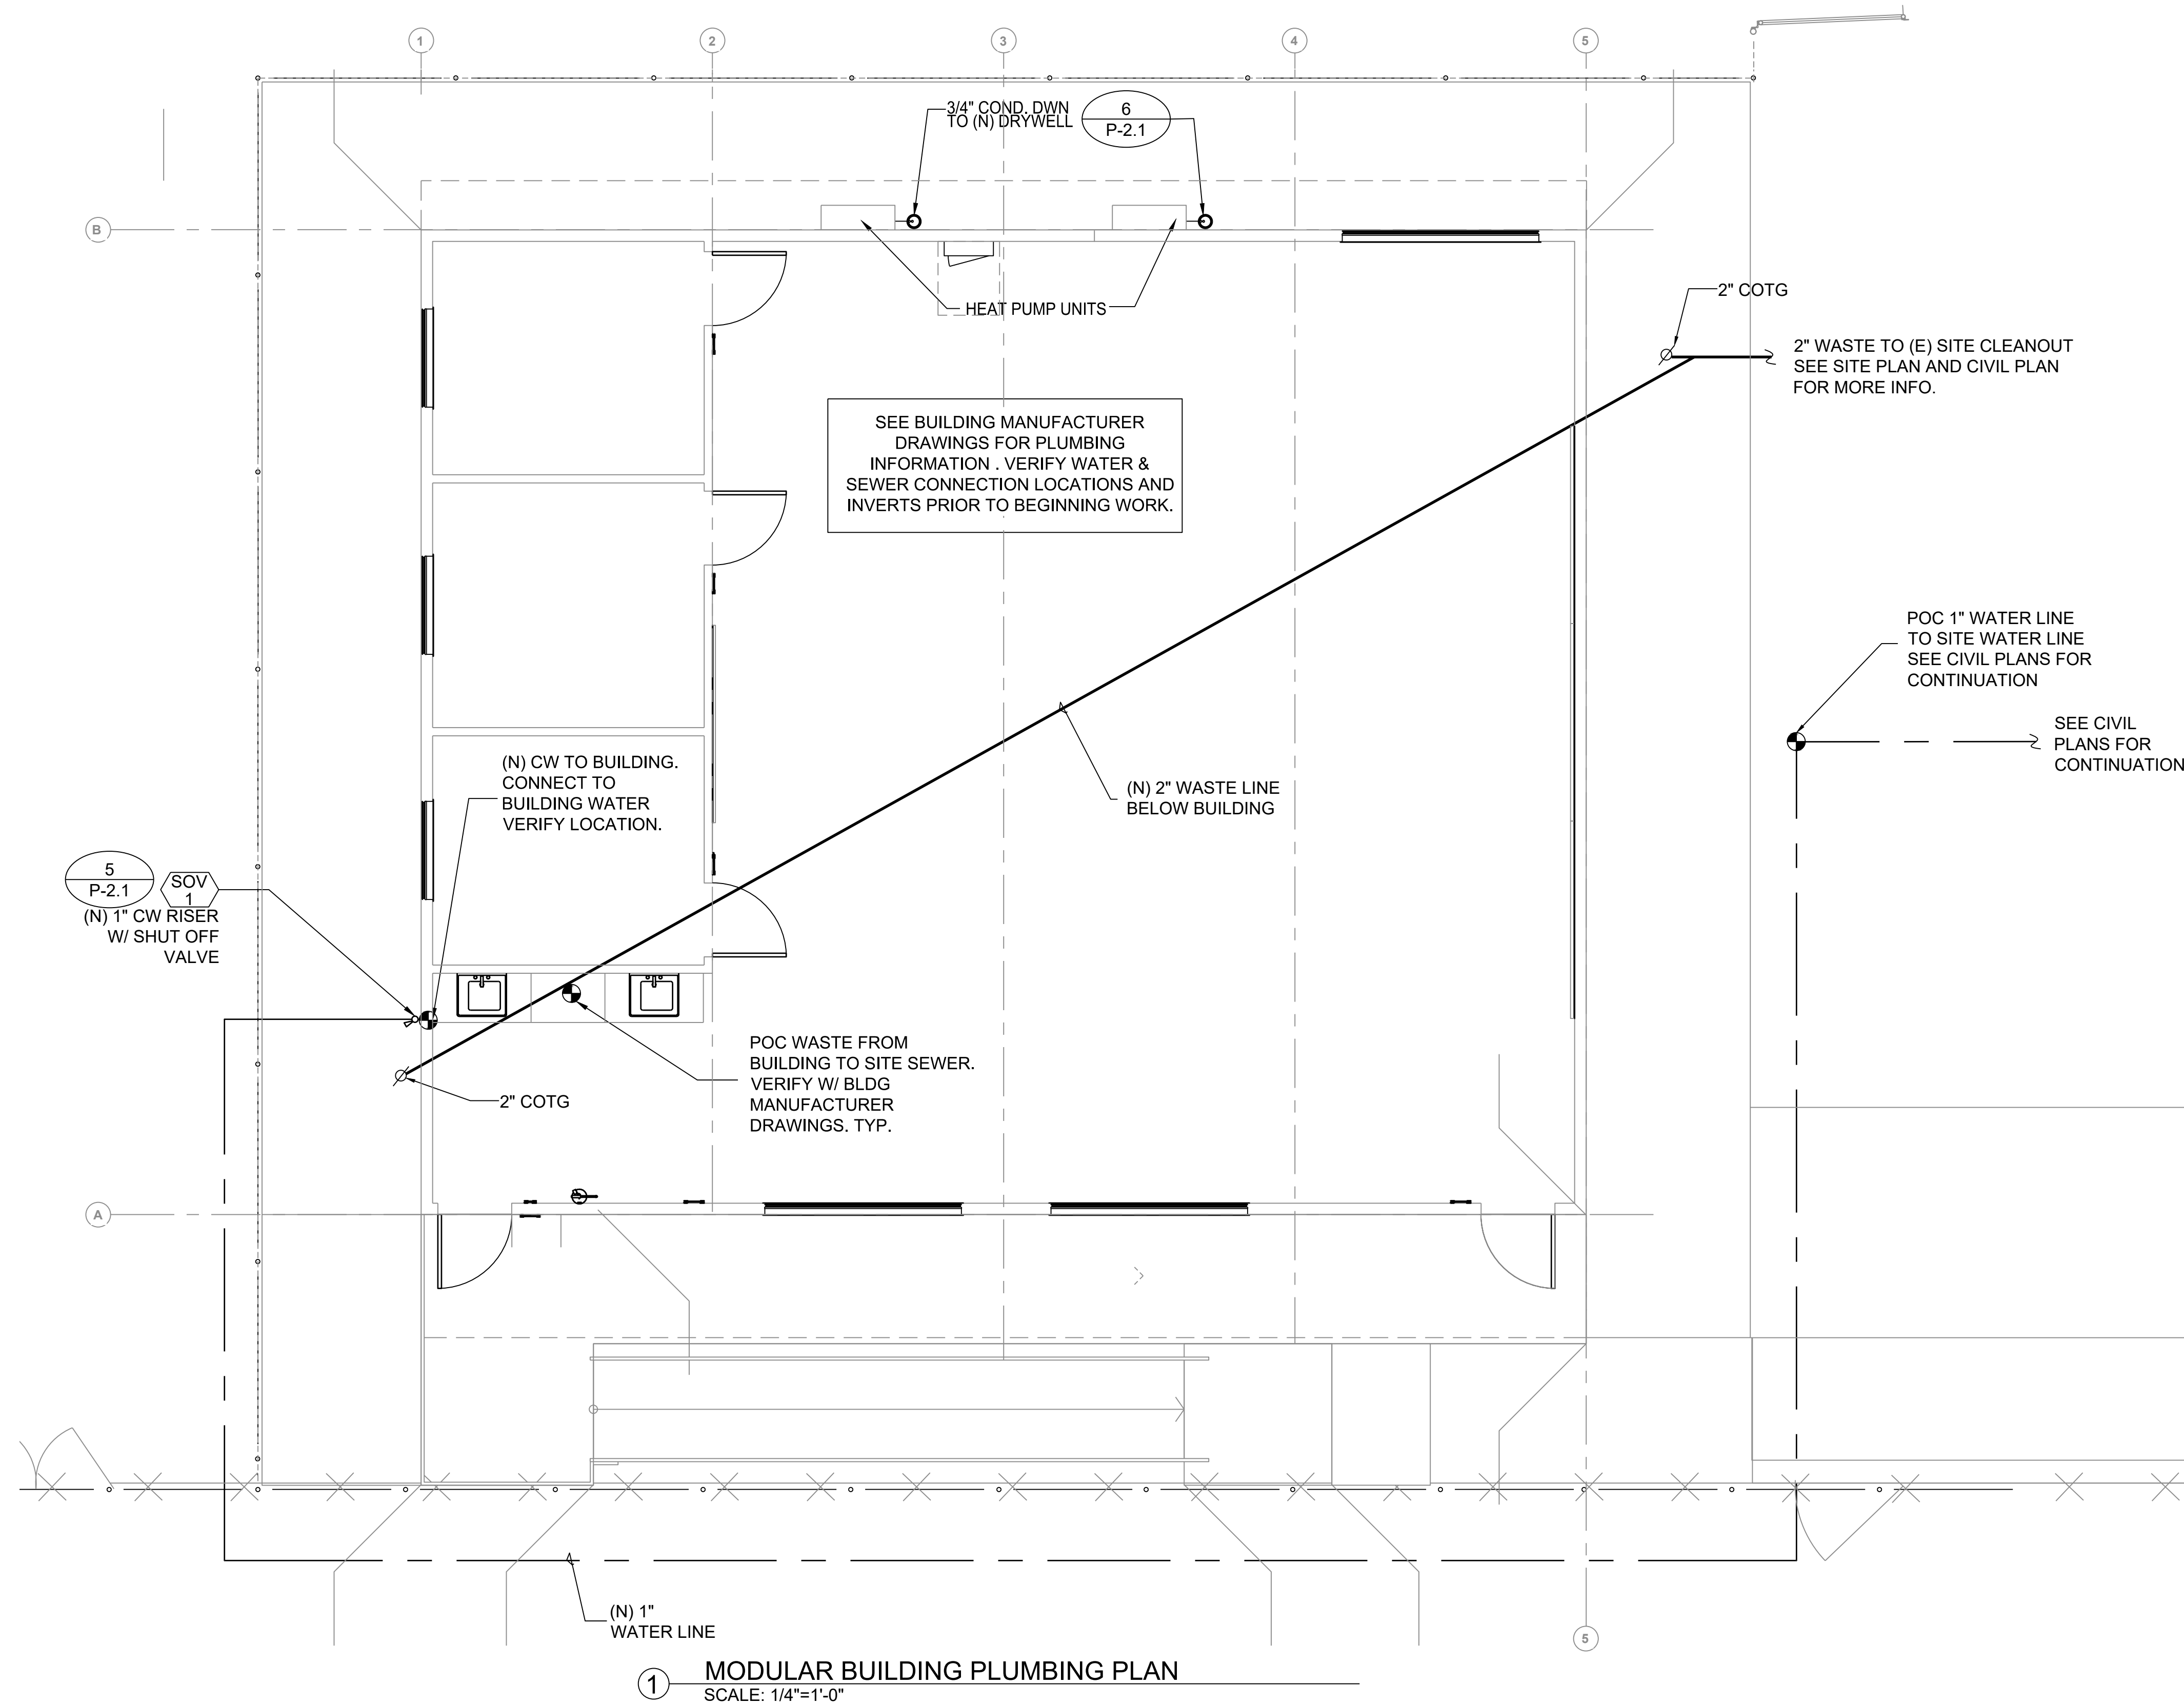 1
2
3
4
5
3/4" COND. DWN
TO (N) DRYWELL
6
P-2.1
B
HEAT PUMP UNITS
2" COTG
2" WASTE TO (E) SITE CLEANOUT
SEE SITE PLAN AND CIVIL PLAN
FOR MORE INFO.
SEE BUILDING MANUFACTURER
DRAWINGS FOR PLUMBING
INFORMATION . VERIFY WATER &
SEWER CONNECTION LOCATIONS AND
INVERTS PRIOR TO BEGINNING WORK.
POC 1" WATER LINE
TO SITE WATER LINE
SEE CIVIL PLANS FOR
CONTINUATION
SEE CIVIL
PLANS FOR
CONTINUATION
(N) CW TO BUILDING.
CONNECT TO
BUILDING WATER
VERIFY LOCATION.
(N) 2" WASTE LINE
BELOW BUILDING
5
P-2.1
SOV
1
(N) 1" CW RISER
W/ SHUT OFF
VALVE
POC WASTE FROM
BUILDING TO SITE SEWER.
VERIFY W/ BLDG
MANUFACTURER
DRAWINGS. TYP.
2" COTG
A
(N) 1"
WATER LINE
5
1
MODULAR BUILDING PLUMBING PLAN
SCALE: 1/4"=1'-0"